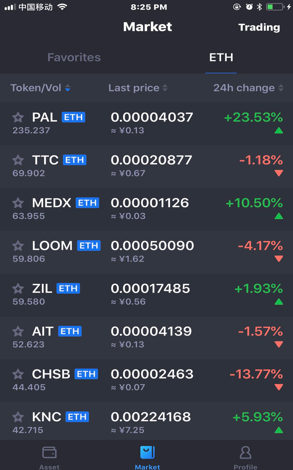 中国移动 8:25 PM
Market Trading
Favorites ETH
Token/Vol Last price 24h change
PAL ETH 0.00004037 +23.53%
235.237 ≈ ¥0.13
TTC ETH 0.00020877 -1.18%
69.902 ≈ ¥0.67
MEDX ETH 0.00001126 +10.50%
63.955 ≈ ¥0.03
LOOM ETH 0.00050090 -4.17%
59.806 ≈ ¥1.62
ZIL ETH 0.00017485 +1.93%
59.580 ≈ ¥0.56
AIT ETH 0.00004139 -1.57%
52.623 ≈ ¥0.13
CHSB ETH 0.00002463 -13.77%
44.405 ≈ ¥0.07
KNC ETH 0.00224168 +5.93%
42.715 ≈ ¥7.25
Asset Market Profile